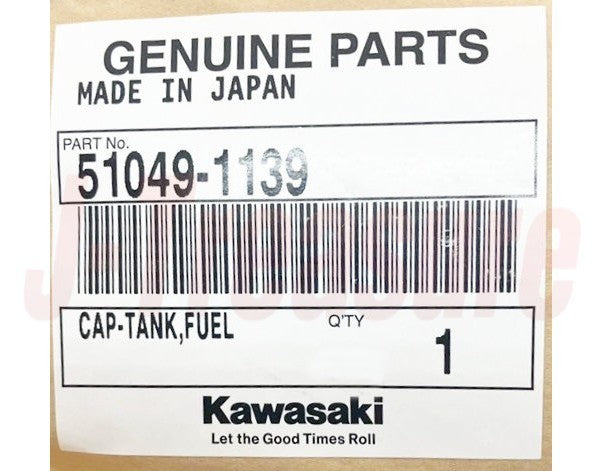 GENUINE PARTS
MADE IN JAPAN
PART No.
51049-1139
CAP-TANK,FUEL
Q'TY
1
Kawasaki
Let the Good Times Roll